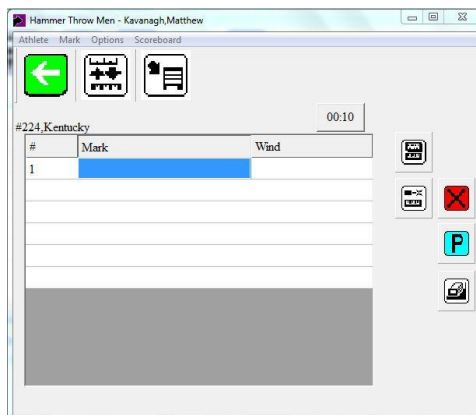 Hammer Throw Men - Kavanagh,Matthew
Athlete Mark Options Scoreboard
00:10
#224,Kentucky
# Mark Wind
1
P